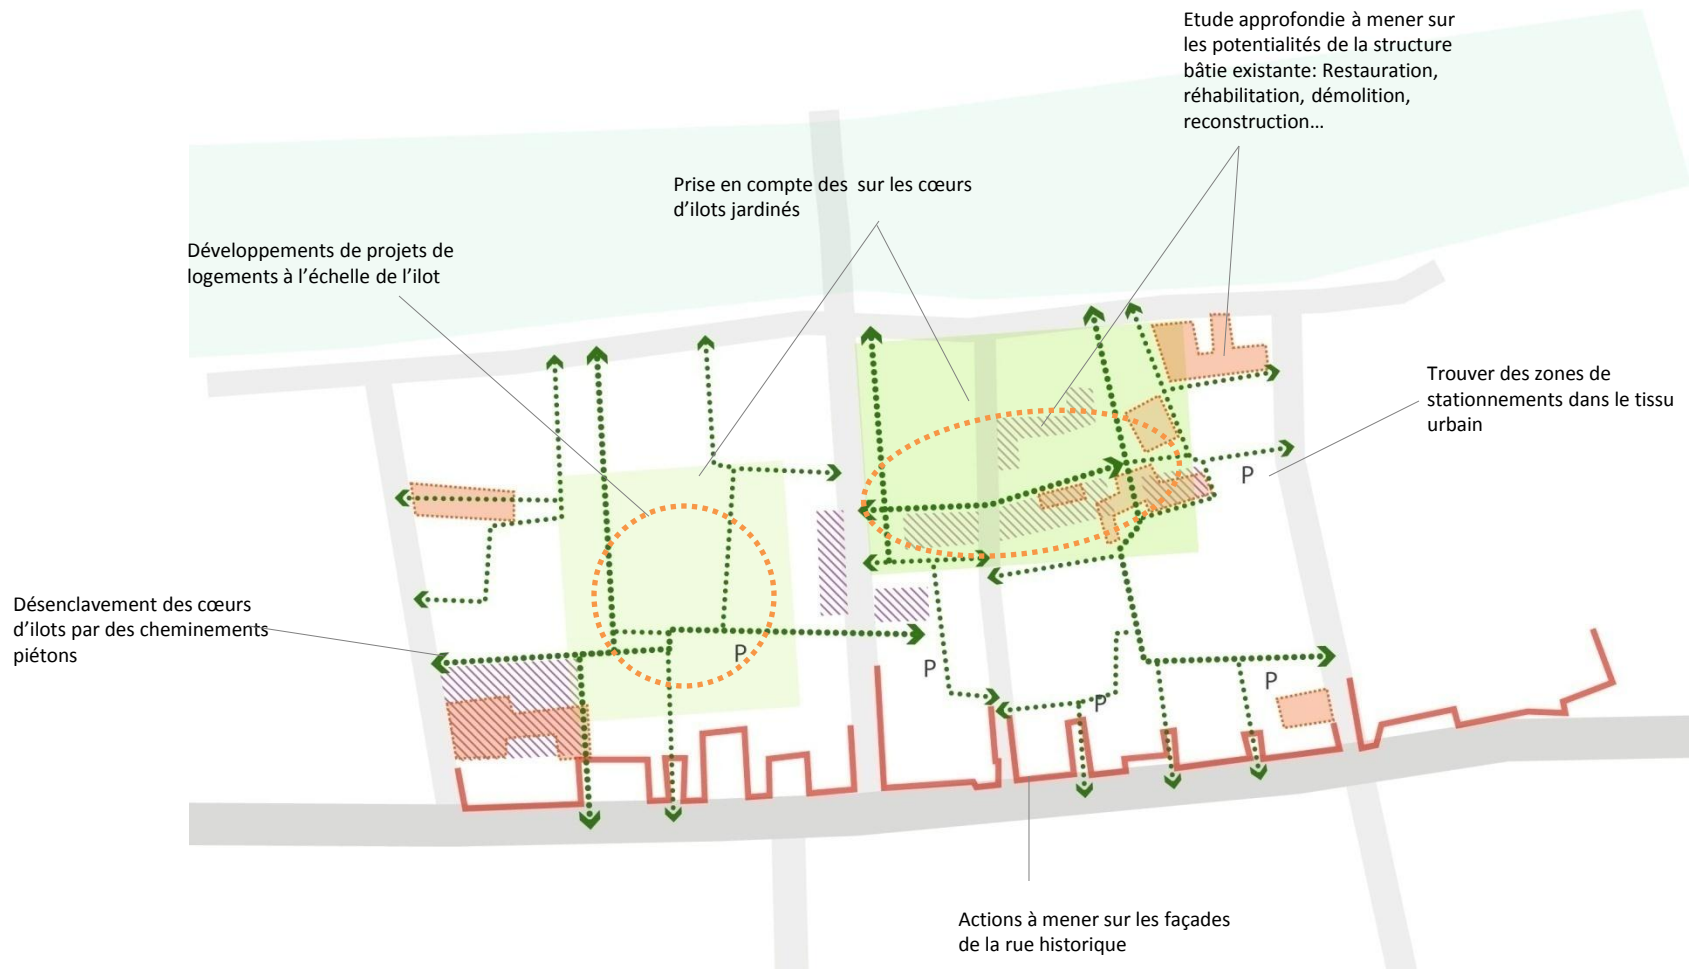 Etude approfondie à mener sur
les potentialités de la structure
bâtie existante: Restauration,
réhabilitation, démolition,
reconstruction...
Prise en compte des  sur les cœurs
d'ilots jardinés
Développements de projets de
logements à l'échelle de l'ilot
Trouver des zones de
stationnements dans le tissu
urbain
P
Désenclavement des cœurs
d'ilots par des cheminements
piétons
P
P
P
P
Actions à mener sur les façades
de la rue historique